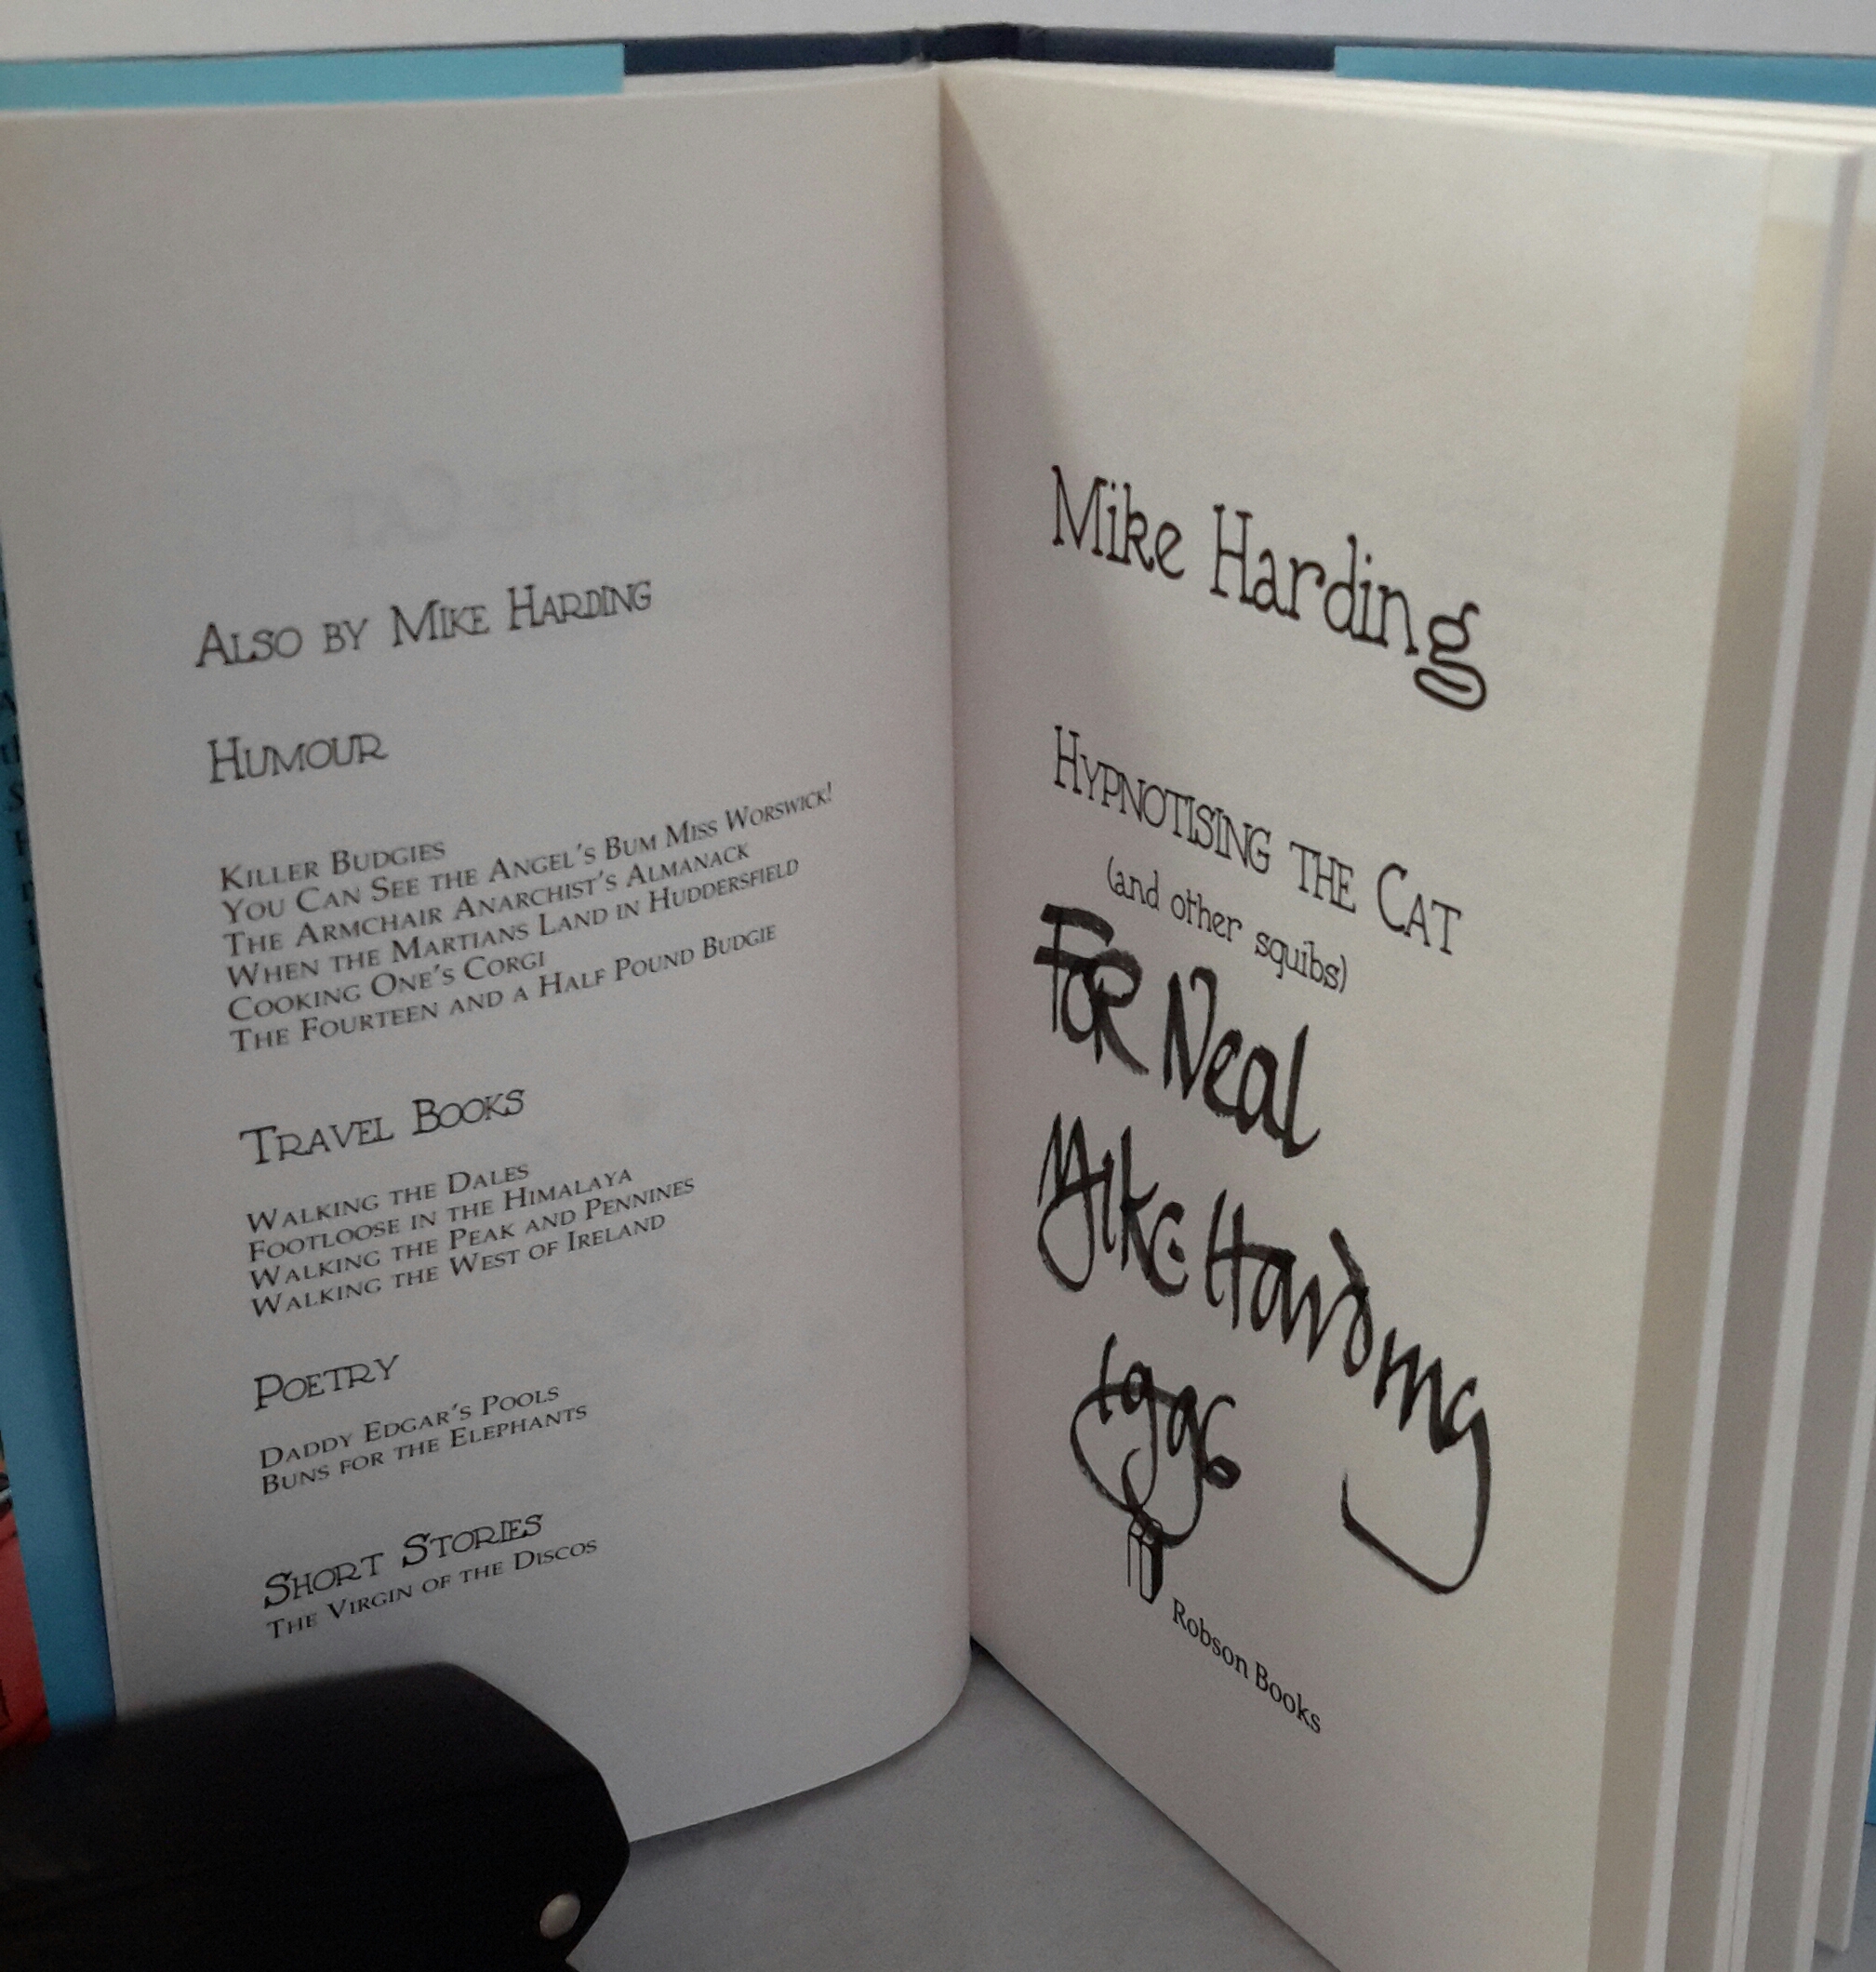 ALSO BY MIKE HARDING
HUMOUR
KILLER BUDGIES
YOU CAN SEE THE ANGEL'S BUM MISS WORSWICK!
THE ARMCHAIR ANARCHIST'S ALMANACK
WHEN THE MARTIANS LAND IN HUDDERSFIELD
COOKING ONE'S CORGI
THE FOURTEEN AND A HALF POUND BUDGIE
TRAVEL BOOKS
WALKING THE DALES
FOOTLOOSE IN THE HIMALAYA
WALKING THE PEAK AND PENNINES
WALKING THE WEST OF IRELAND
POETRY
DADDY EDGAR'S POOLS
BUNS FOR THE ELEPHANTS
SHORT STORIES
THE VIRGIN OF THE DISCOS
Mike Harding
HYPNOTISING THE CAT
(and other squibs)
FOR Neal
Mike Harding
1996
Robson Books